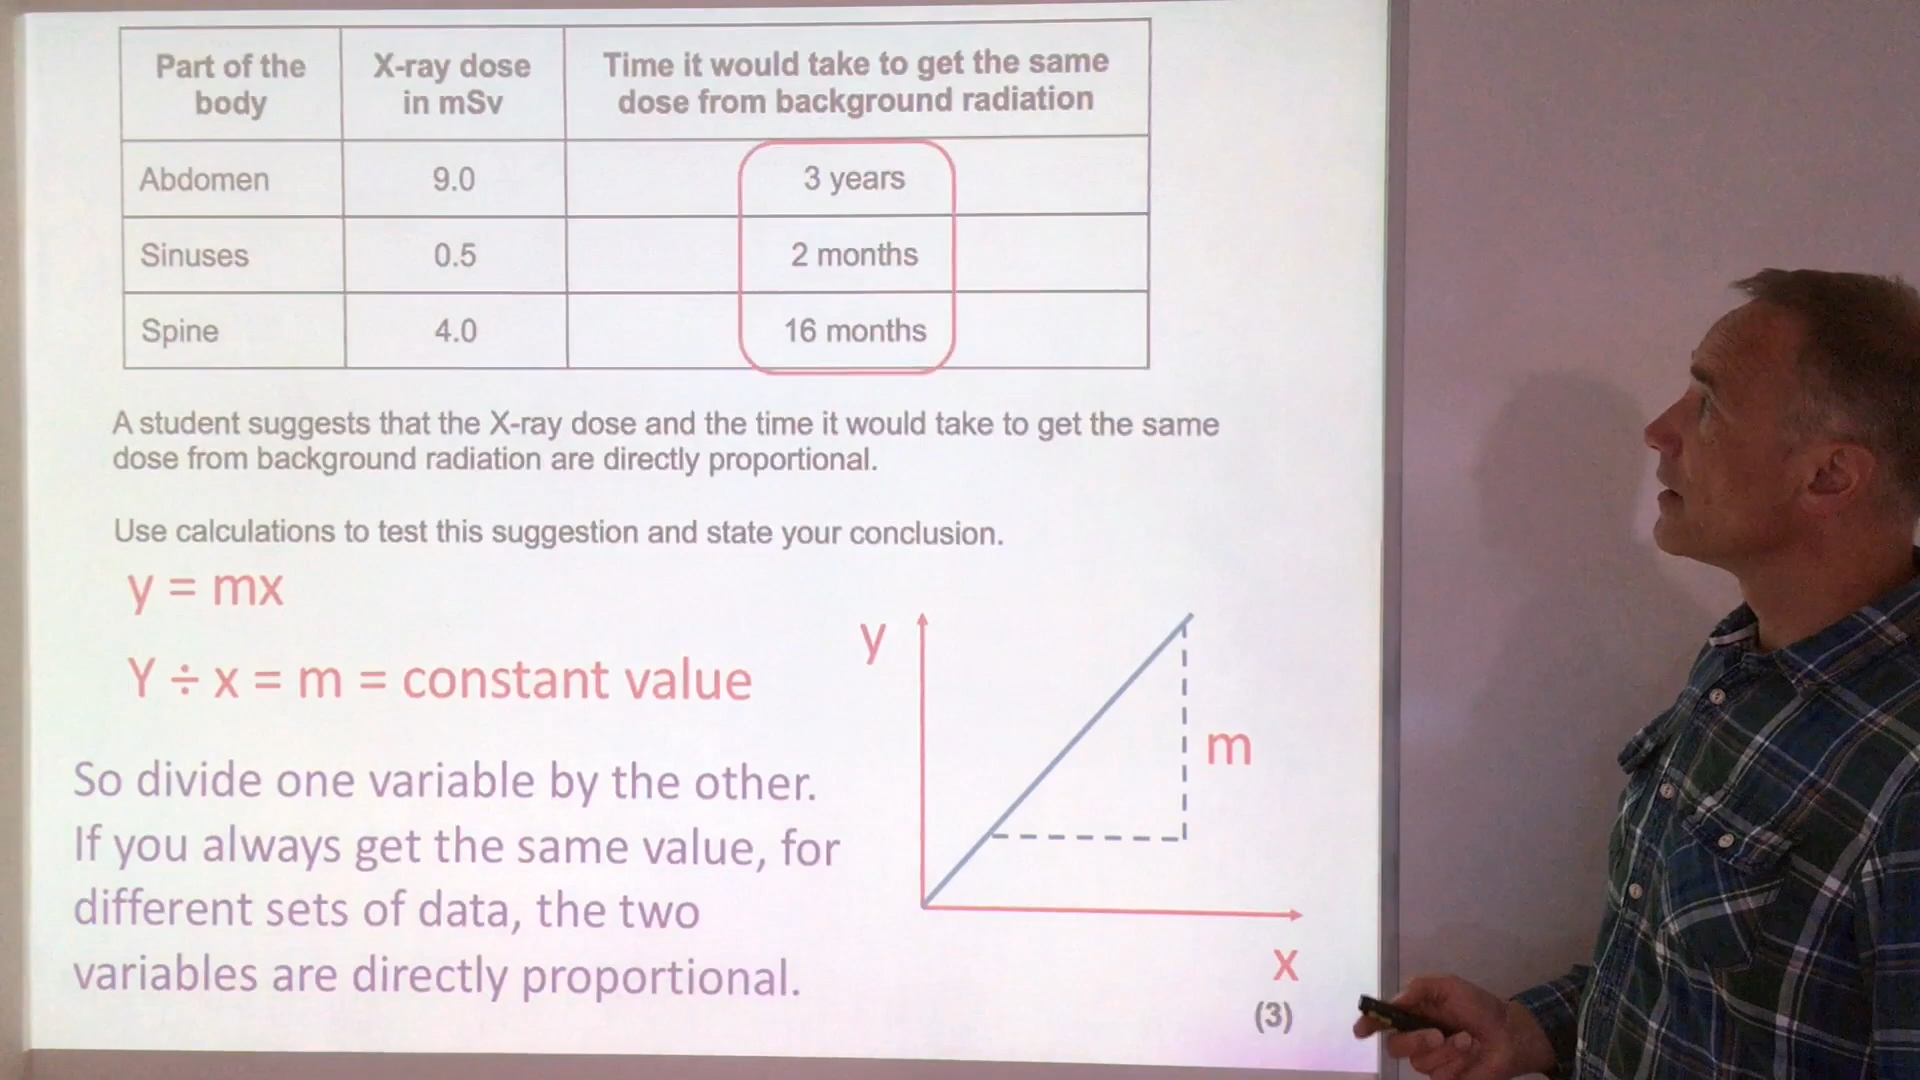 Part of the body
X-ray dose in mSv
Time it would take to get the same dose from background radiation
Abdomen 9.0 3 years
Sinuses 0.5 2 months
Spine 4.0 16 months
A student suggests that the X-ray dose and the time it would take to get the same
dose from background radiation are directly proportional.
Use calculations to test this suggestion and state your conclusion.
y = mx
Y ÷ x = m = constant value
So divide one variable by the other.
If you always get the same value, for
different sets of data, the two
variables are directly proportional.
y
m
x
(3)